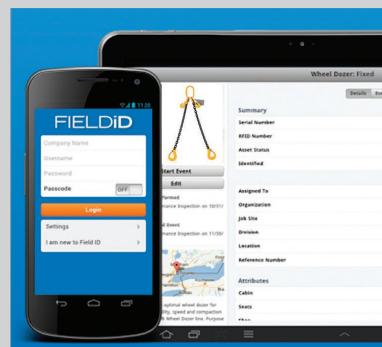 11:20
FIELDiD
Company Name
Username
Password
Passcode
OFF
Login
Settings
I am new to Field ID
Wheel Dozer: Fixed
Details
Start Event
Edit
Summary
Serial Number
RFID Number
Asset Status
Identified
Assigned To
Organization
Job Site
Division
Location
Reference Number
Attributes
Cabin
Seats